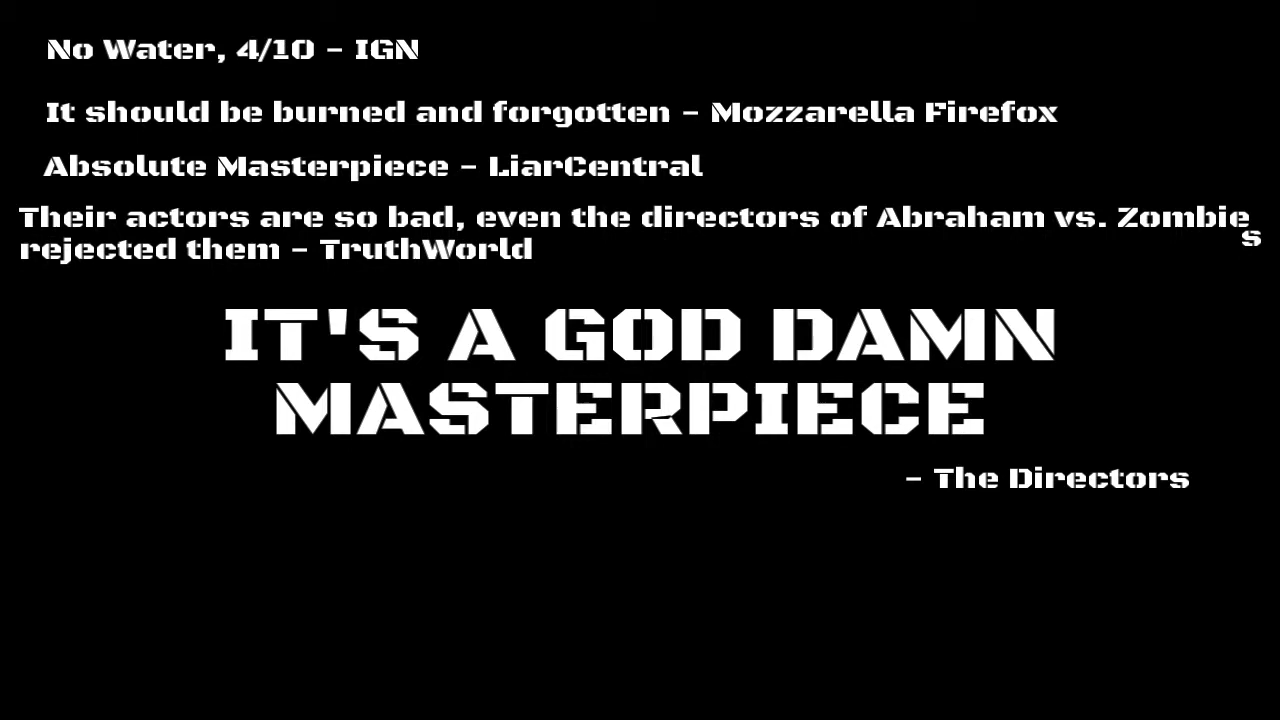 No Water, 4/10 – IGN
It should be burned and forgotten – Mozzarella Firefox
Absolute Masterpiece – LiarCentral
Their actors are so bad, even the directors of Abraham vs. Zombies
rejected them – TruthWorld
IT'S A GOD DAMN
MASTERPIECE
– The Directors